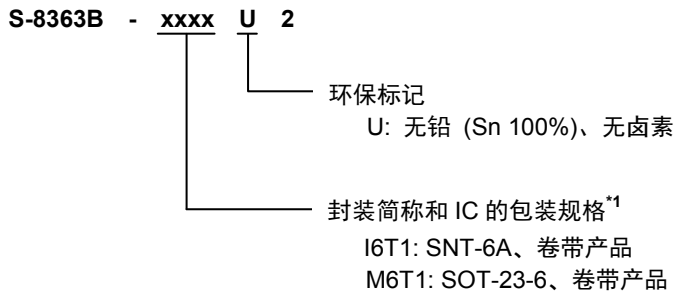 S-8363B - xxxx U 2
环保标记
U: 无铅 (Sn 100%)、无卤素
封装简称和 IC 的包装规格*1
I6T1: SNT-6A、卷带产品
M6T1: SOT-23-6、卷带产品